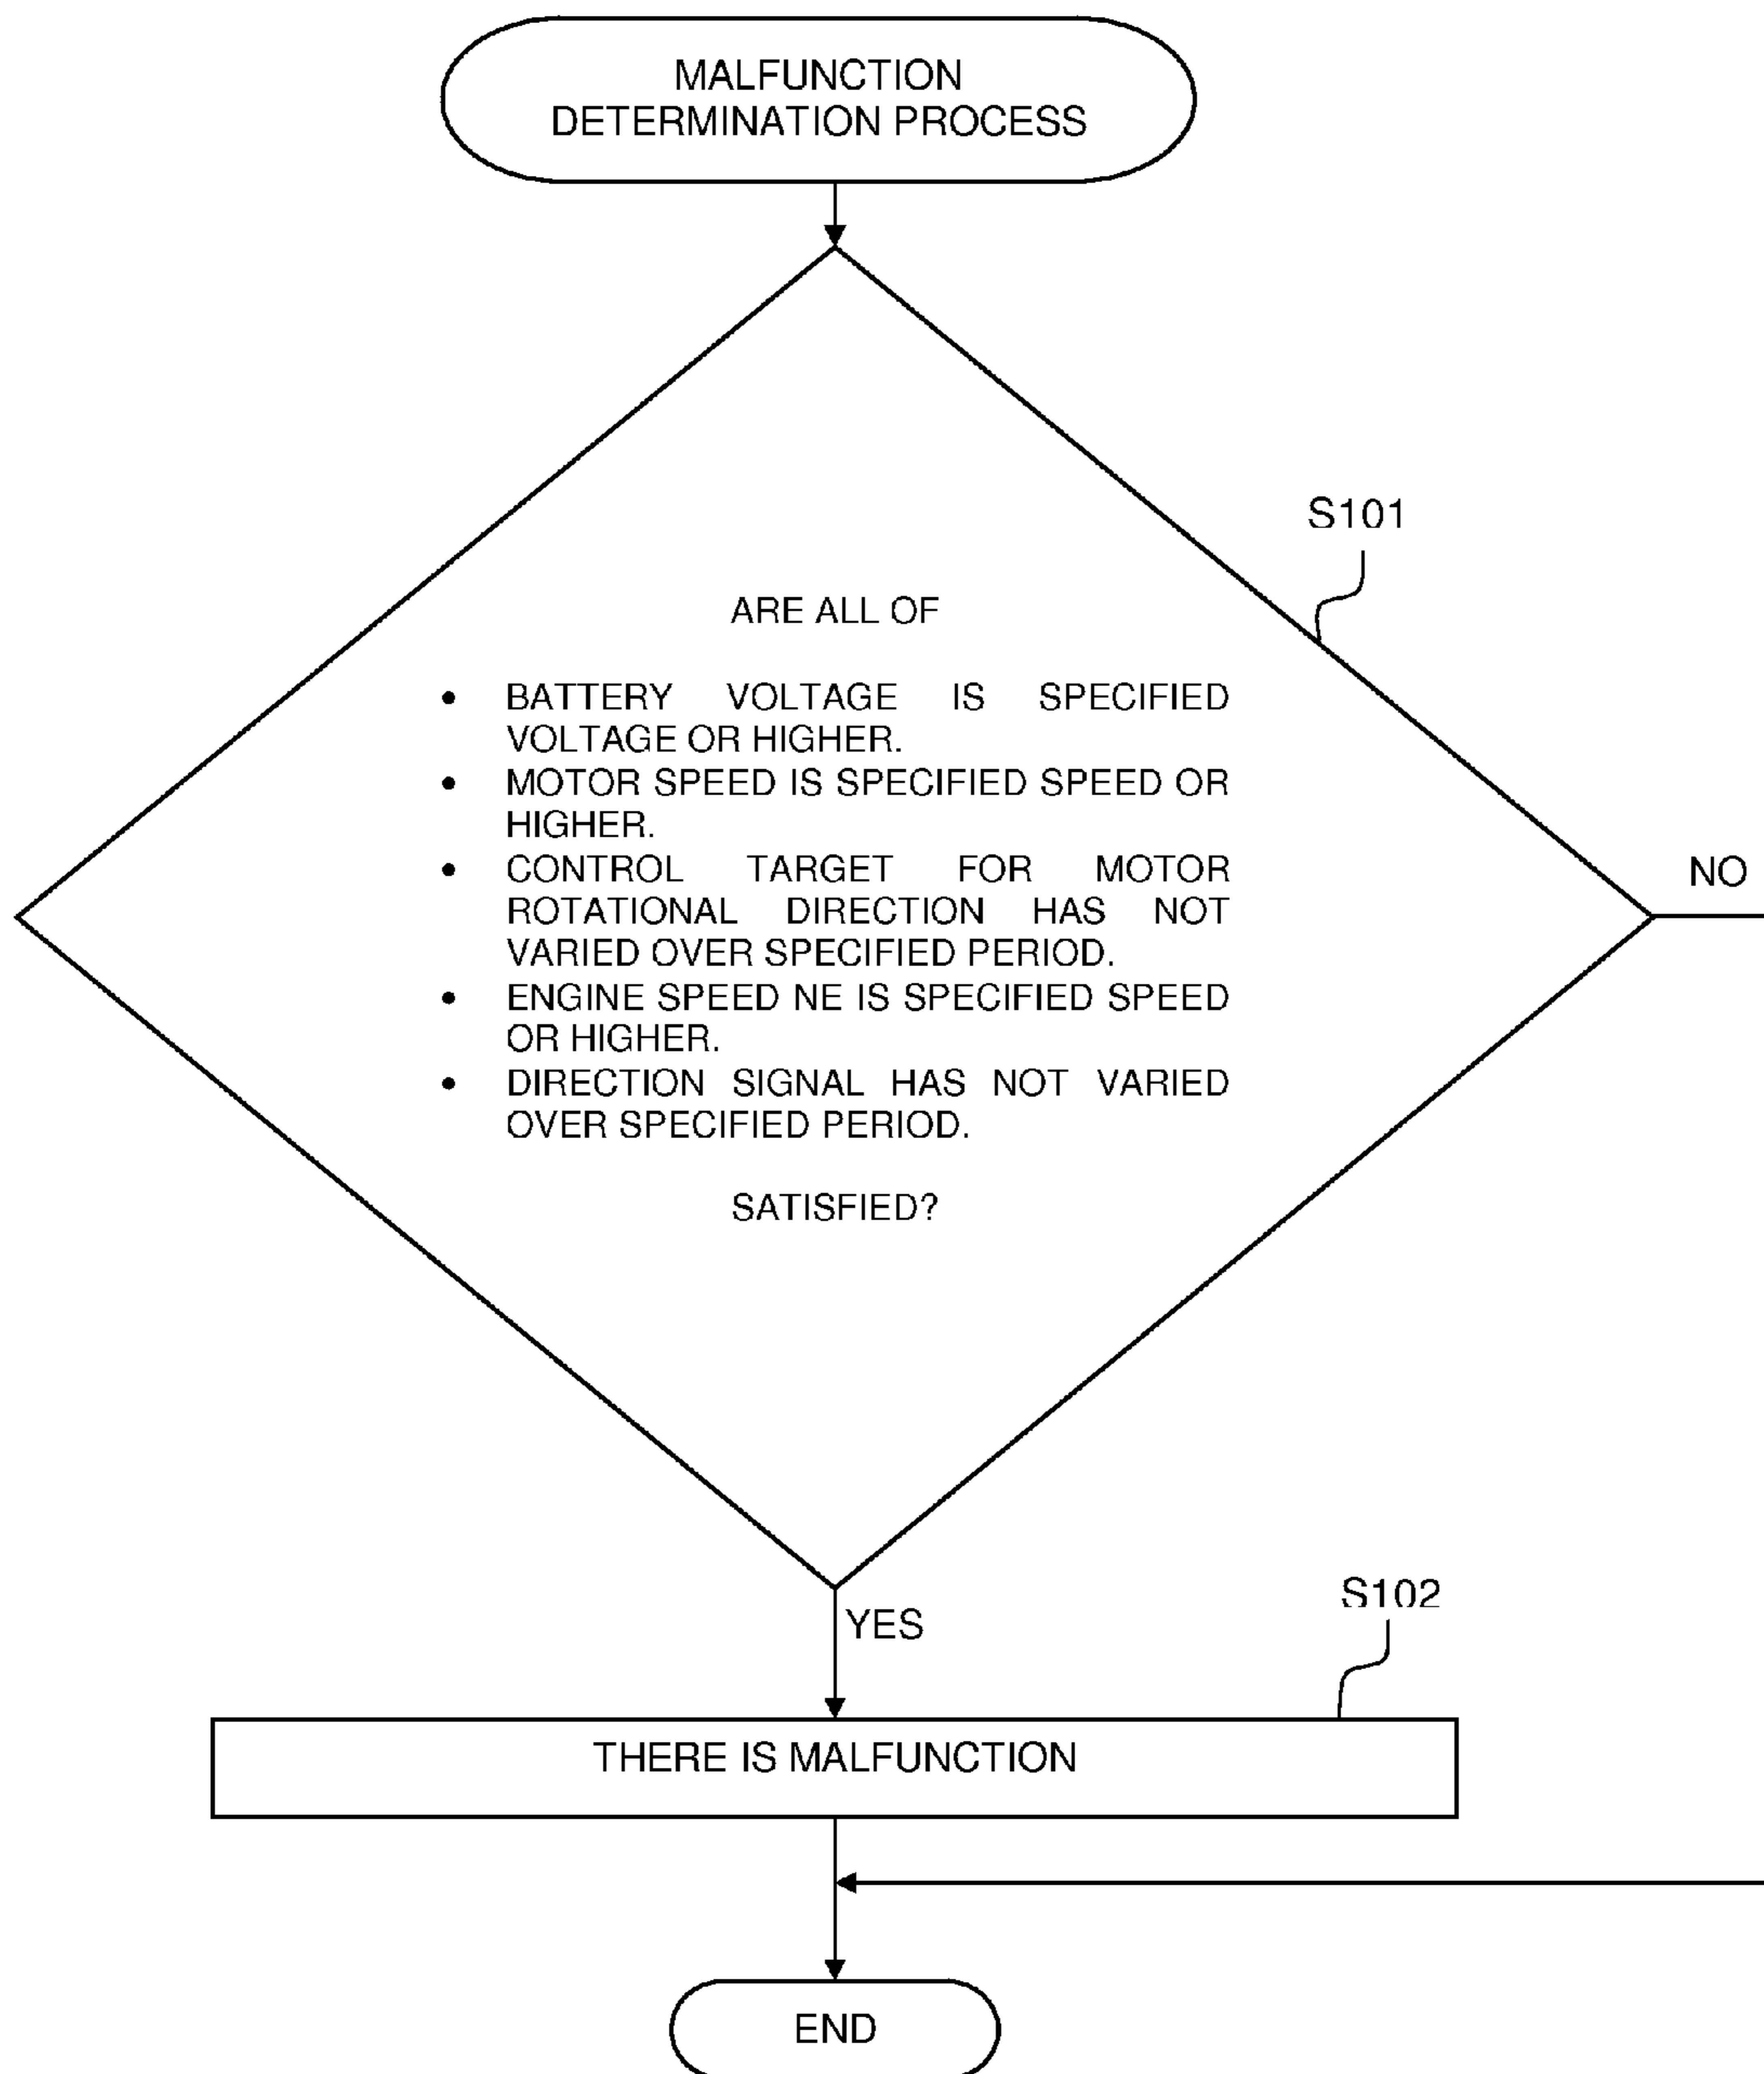 MALFUNCTION
DETERMINATION PROCESS
S101
ARE ALL OF
• BATTERY VOLTAGE IS SPECIFIED
VOLTAGE OR HIGHER.
• MOTOR SPEED IS SPECIFIED SPEED OR
HIGHER.
• CONTROL TARGET FOR MOTOR
ROTATIONAL DIRECTION HAS NOT
VARIED OVER SPECIFIED PERIOD.
• ENGINE SPEED NE IS SPECIFIED SPEED
OR HIGHER.
• DIRECTION SIGNAL HAS NOT VARIED
OVER SPECIFIED PERIOD.
SATISFIED?
NO
YES
S102
THERE IS MALFUNCTION
END